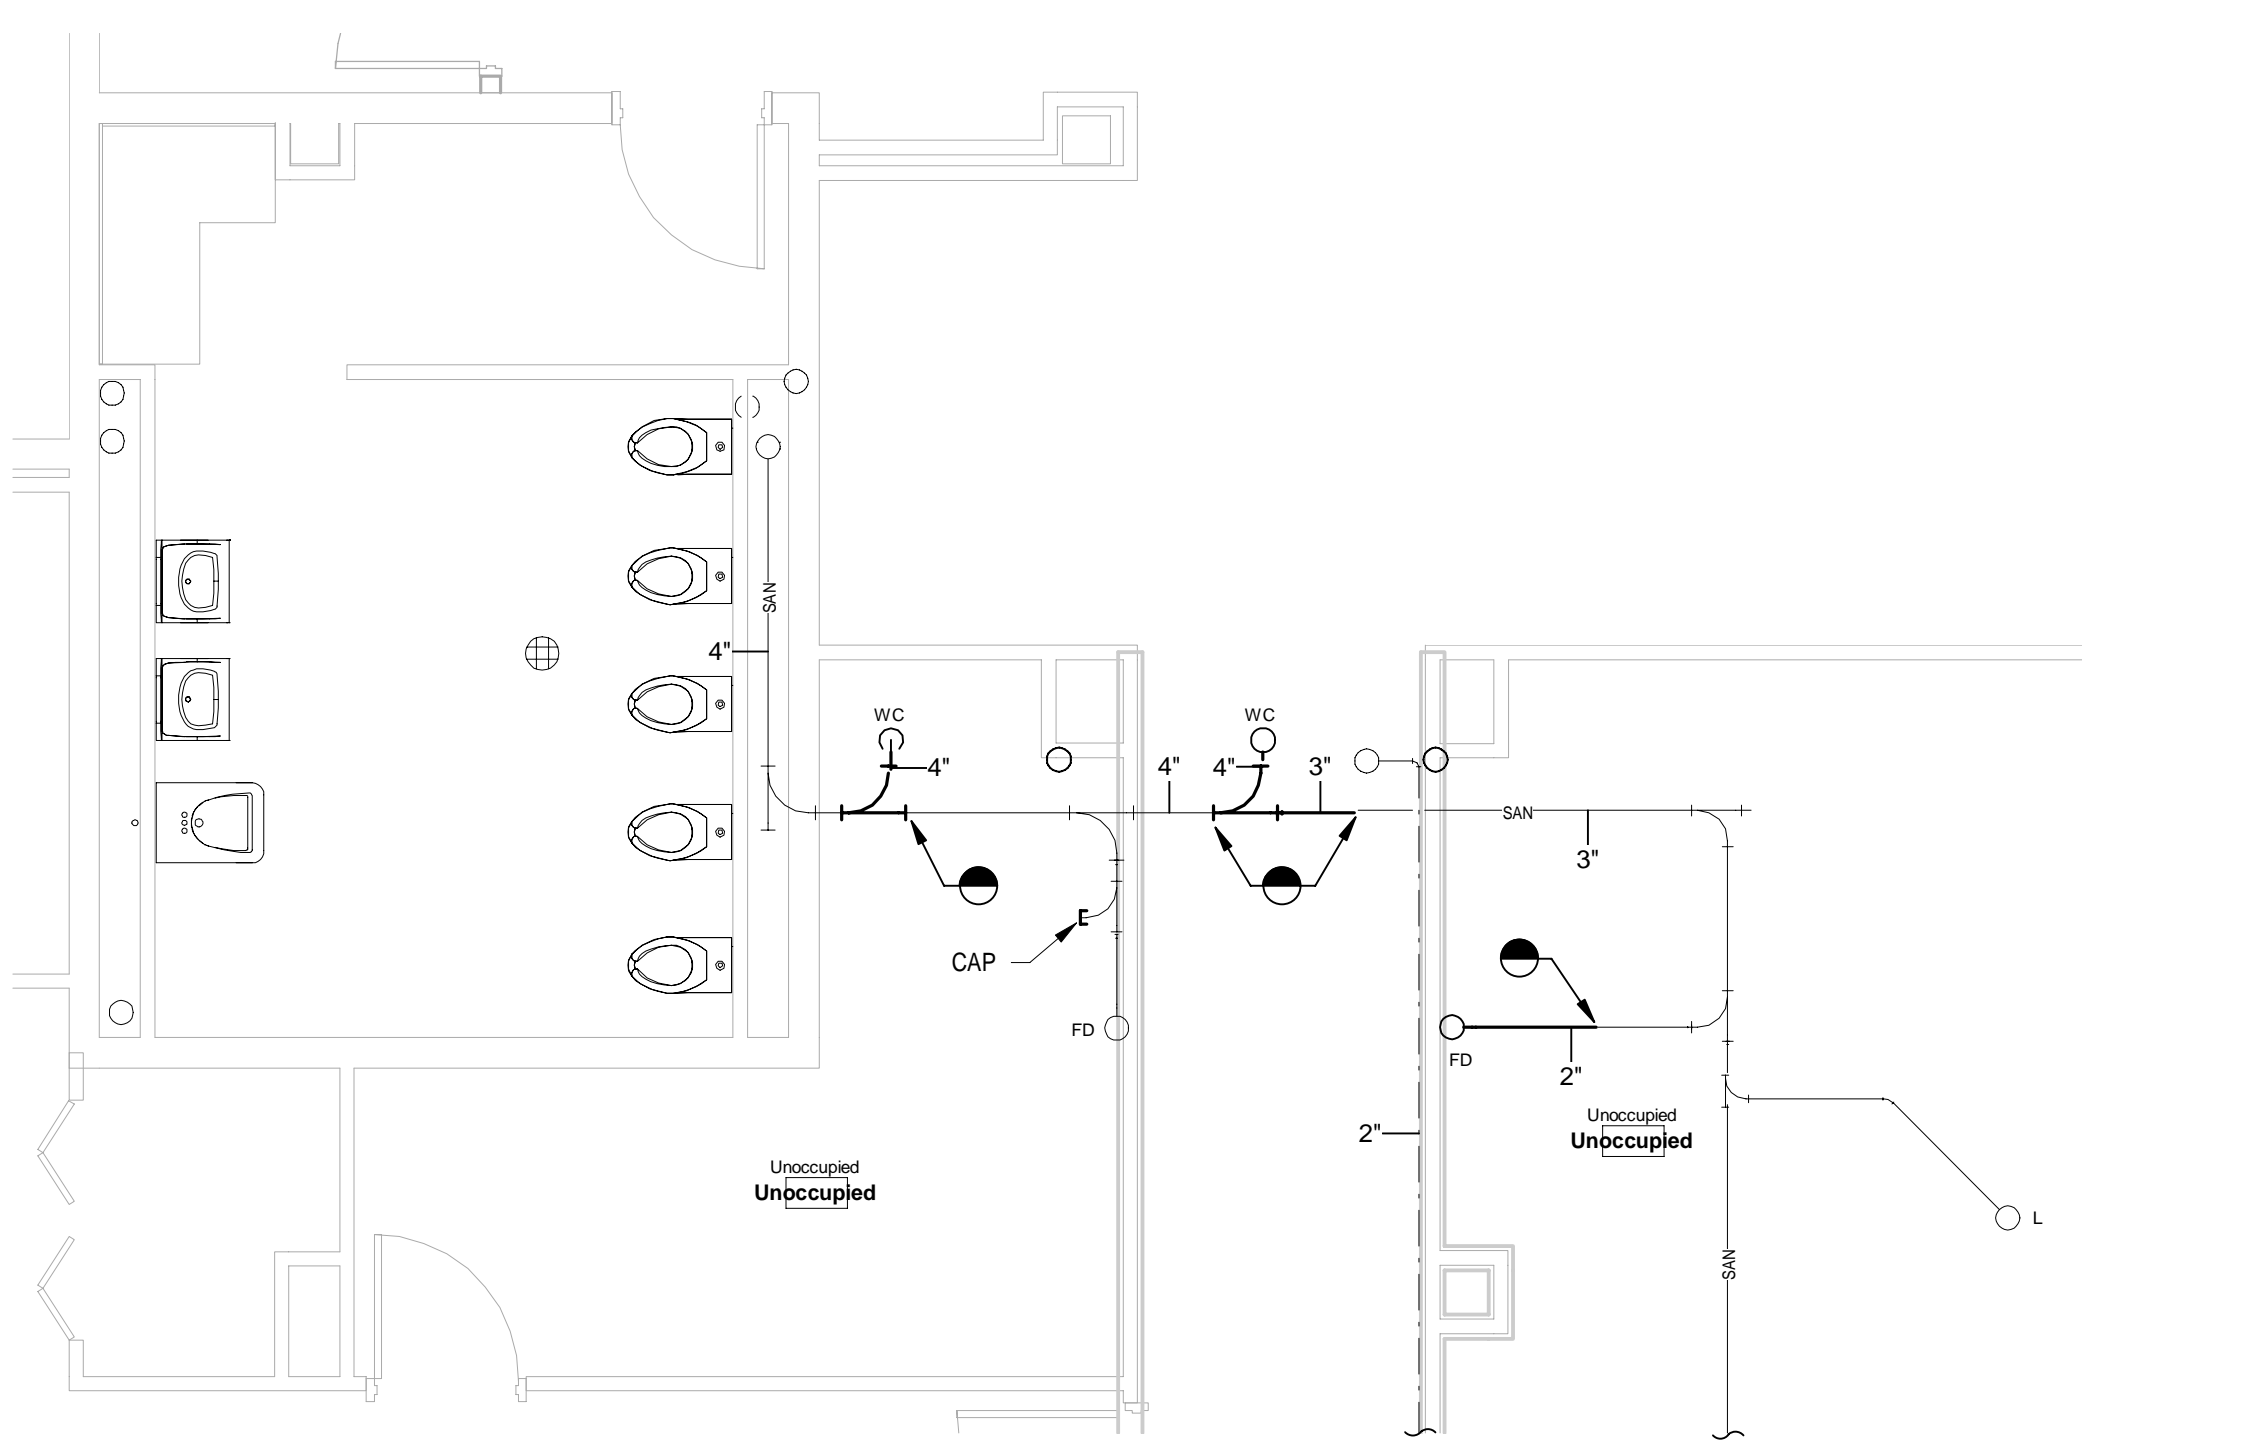 SAN
4"
WC
WC
4"
4"
4"
3"
SAN
3"
CAP
FD
FD
2"
2"
Unoccupied
Unoccupied
Unoccupied
Unoccupied
L
SAN